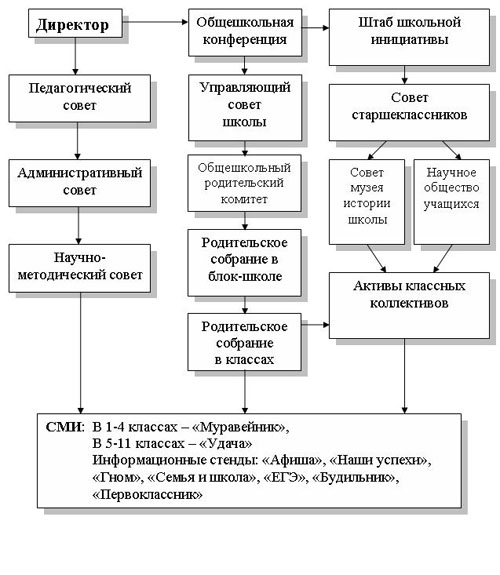 Директор
Общешкольная
конференция
Штаб школьной
инициативы
Педагогический
совет
Управляющий
совет
школы
Совет
старшеклассников
Административный
совет
Общешкольный
родительский
комитет
Совет
музея
истории
школы
Научное
общество
учащихся
Научно-
методический совет
Родительское
собрание в
блок-школе
Активы классных
коллективов
Родительское
собрание
в классах
СМИ: В 1-4 классах – «Муравейник»,
В 5-11 классах – «Удача»
Информационные стенды: «Афиша», «Наши успехи»,
«Гном», «Семья и школа», «ЕГЭ», «Будильник»,
«Первоклассник»